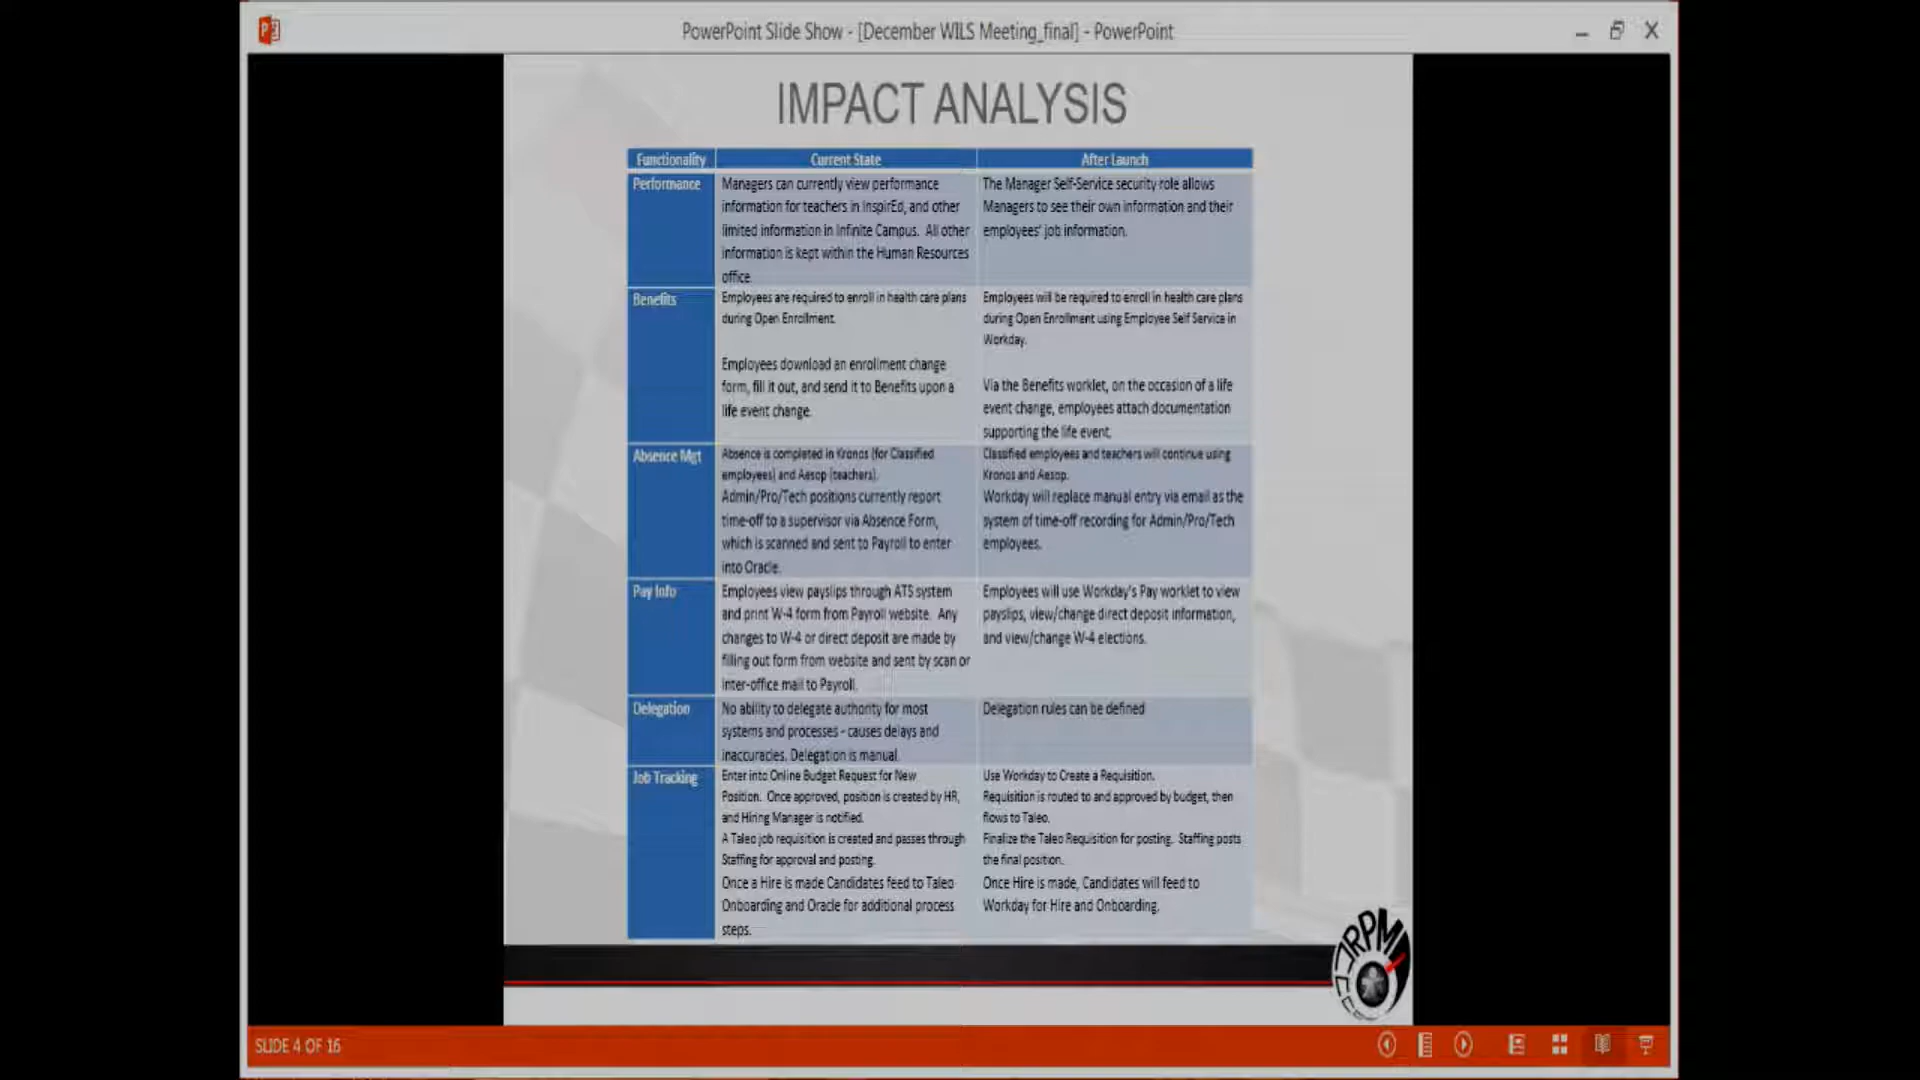 PowerPoint Slide Show - [December WILS Meeting_final] - PowerPoint
IMPACT ANALYSIS
Functionality
Current State
After Launch
Performance
Managers can currently view performance
information for teachers in InspirEd, and other
limited information in Infinite Campus. All other
information is kept within the Human Resources
office.
The Manager Self-Service security role allows
Managers to see their own information and their
employees' job information.
Benefits
Employees are required to enroll in health care plans
during Open Enrollment.
Employees download an enrollment change
form, fill it out, and send it to Benefits upon a
life event change.
Employees will be required to enroll in health care plans
during Open Enrollment using Employee Self Service in
Workday.
Via the Benefits worklet, on the occasion of a life
event change, employees attach documentation
supporting the life event.
Absence Mgt
Absence is completed in Kronos (for Classified
employees) and Aesop (teachers).
Admin/Pro/Tech positions currently report
time-off to a supervisor via Absence Form,
which is scanned and sent to Payroll to enter
into Oracle.
Classified employees and teachers will continue using
Kronos and Aesop.
Workday will replace manual entry via email as the
system of time-off recording for Admin/Pro/Tech
employees.
Pay Info
Employees view payslips through ATS system
and print W-4 form from Payroll website. Any
changes to W-4 or direct deposit are made by
filling out form from website and sent by scan or
inter-office mail to Payroll.
Employees will use Workday's Pay worklet to view
payslips, view/change direct deposit information,
and view/change W-4 elections.
Delegation
No ability to delegate authority for most
systems and processes - causes delays and
inaccuracies. Delegation is manual.
Delegation rules can be defined
Job Tracking
Enter into Online Budget Request for New
Position. Once approved, position is created by HR,
and Hiring Manager is notified.
A Taleo job requisition is created and passes through
Staffing for approval and posting.
Once a Hire is made Candidates feed to Taleo
Onboarding and Oracle for additional process
steps.
Use Workday to Create a Requisition.
Requisition is routed to and approved by budget, then
flows to Taleo.
Finalize the Taleo Requisition for posting. Staffing posts
the final position.
Once Hire is made, Candidates will feed to
Workday for Hire and Onboarding.
RPM
SLIDE 4 OF 16